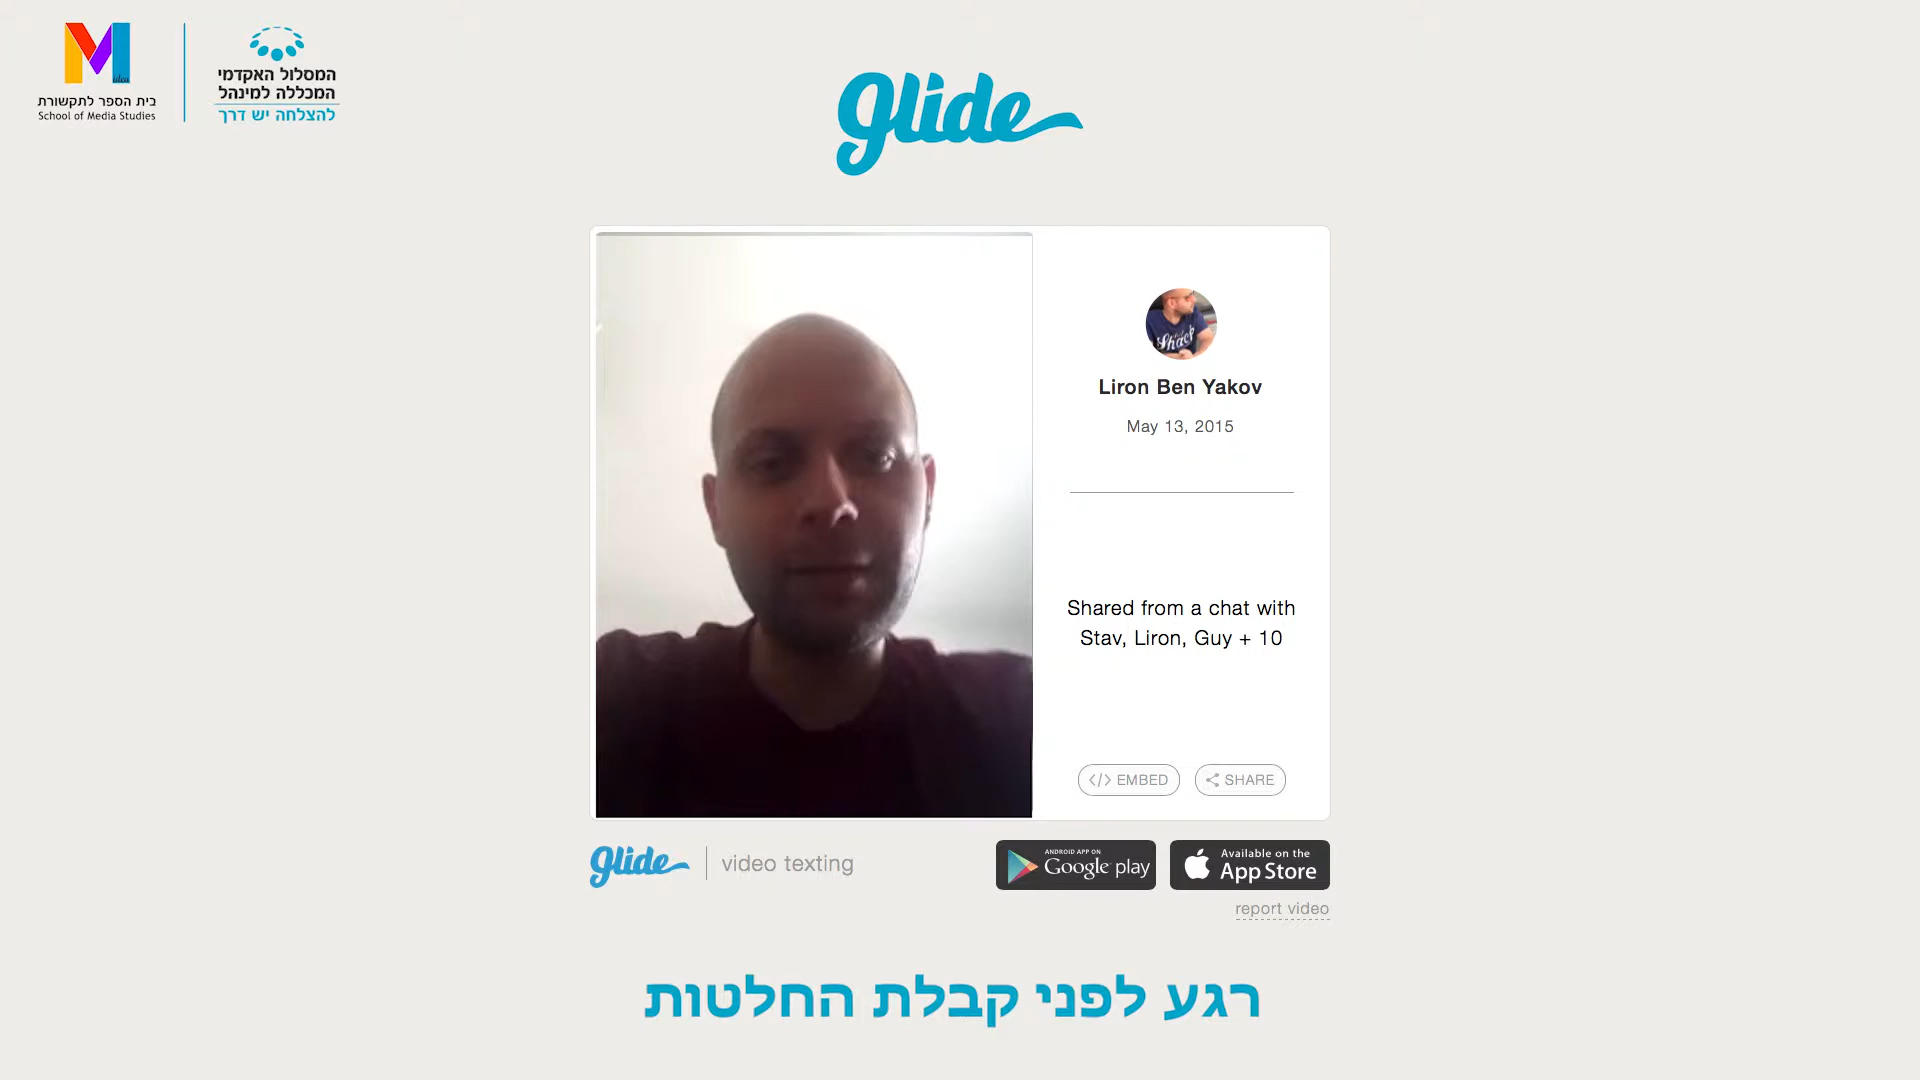 M
idea
בית הספר לתקשורת
School of Media Studies
המסלול האקדמי
המכללה למינהל
להצלחה יש דרך
glide
Shack
Liron Ben Yakov
May 13, 2015
Shared from a chat with
Stav, Liron, Guy + 10
</> EMBED
SHARE
glide
video texting
ANDROID APP ON
Google play
Available on the
App Store
report video
רגע לפני קבלת החלטות